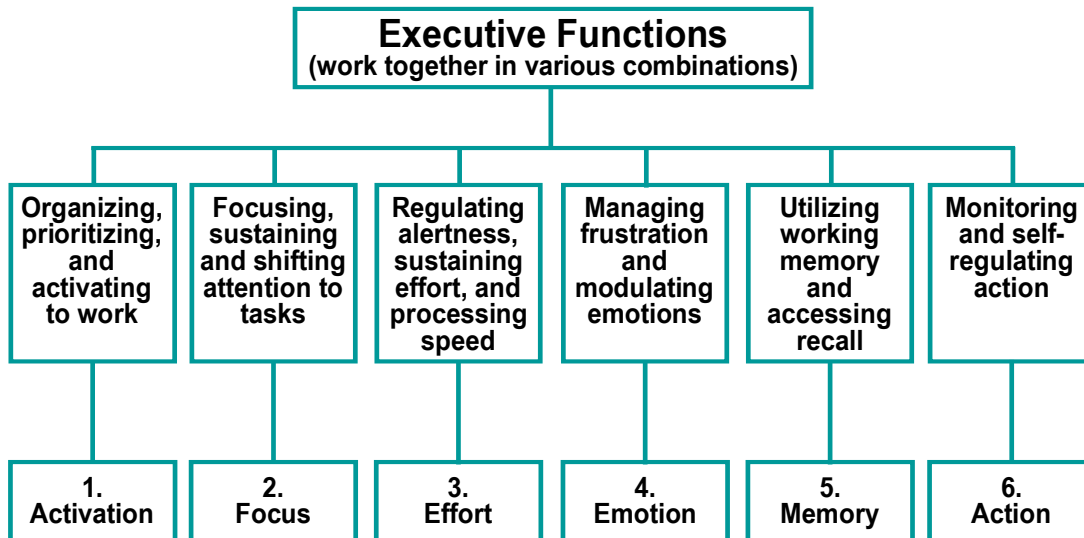 Executive Functions
(work together in various combinations)
Organizing,
prioritizing,
and
activating
to work
Focusing,
sustaining
and shifting
attention to
tasks
Regulating
alertness,
sustaining
effort, and
processing
speed
Managing
frustration
and
modulating
emotions
Utilizing
working
memory
and
accessing
recall
Monitoring
and self-
regulating
action
1.
Activation
2.
Focus
3.
Effort
4.
Emotion
5.
Memory
6.
Action